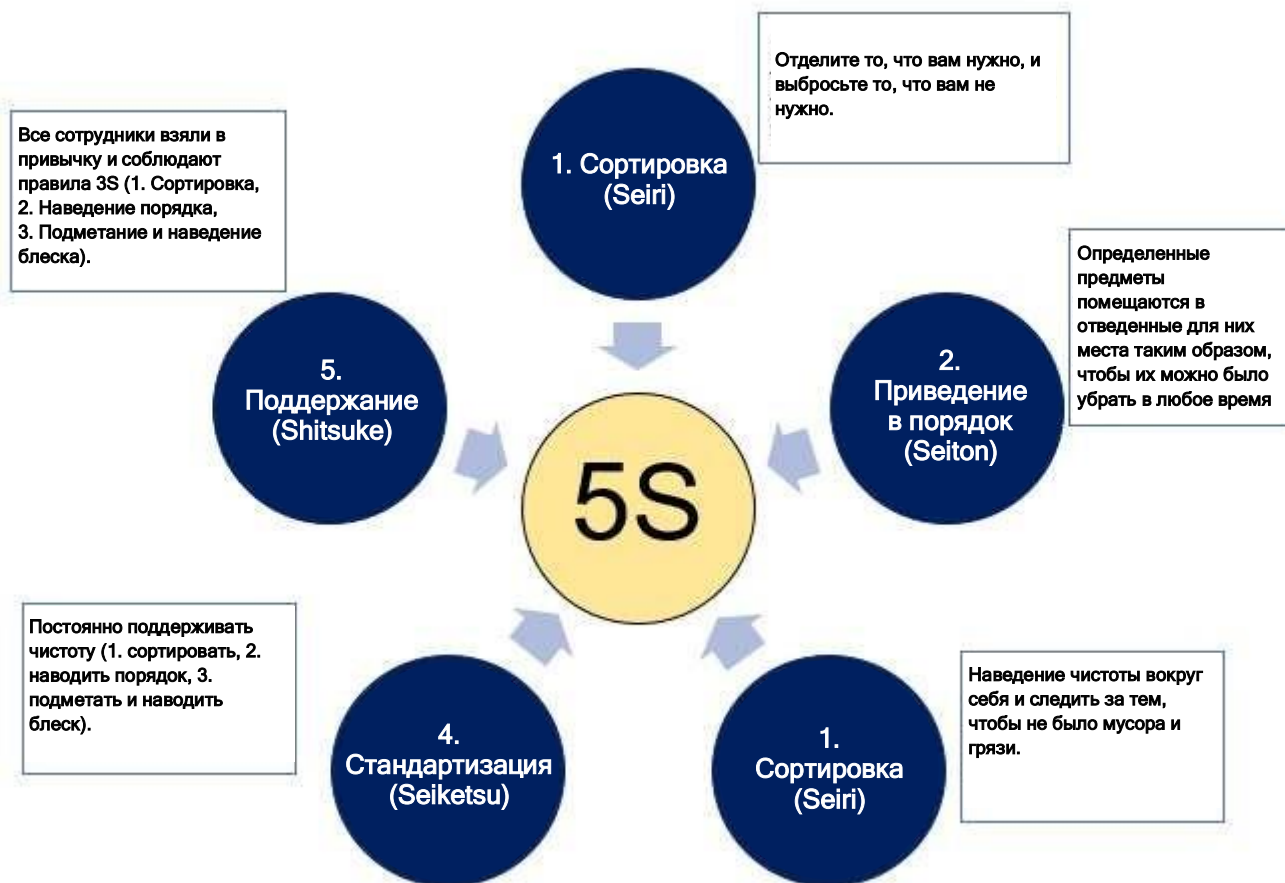 Отделите то, что вам нужно, и
выбросьте то, что вам не
нужно.
1. Сортировка
(Seiri)
Все сотрудники взяли в
привычку и соблюдают
правила 3S (1. Сортировка,
2. Наведение порядка,
3. Подметание и наведение
блеска).
Определенные
предметы
помещаются в
отведенные для них
места таким образом,
чтобы их можно было
убрать в любое время
5.
Поддержание
(Shitsuke)
2.
Приведение
в порядок
(Seiton)
5S
Постоянно поддерживать
чистоту (1. сортировать, 2.
наводить порядок, 3.
подметать и наводить
блеск).
4.
Стандартизация
(Seiketsu)
1.
Сортировка
(Seiri)
Наведение чистоты вокруг
себя и следить за тем,
чтобы не было мусора и
грязи.